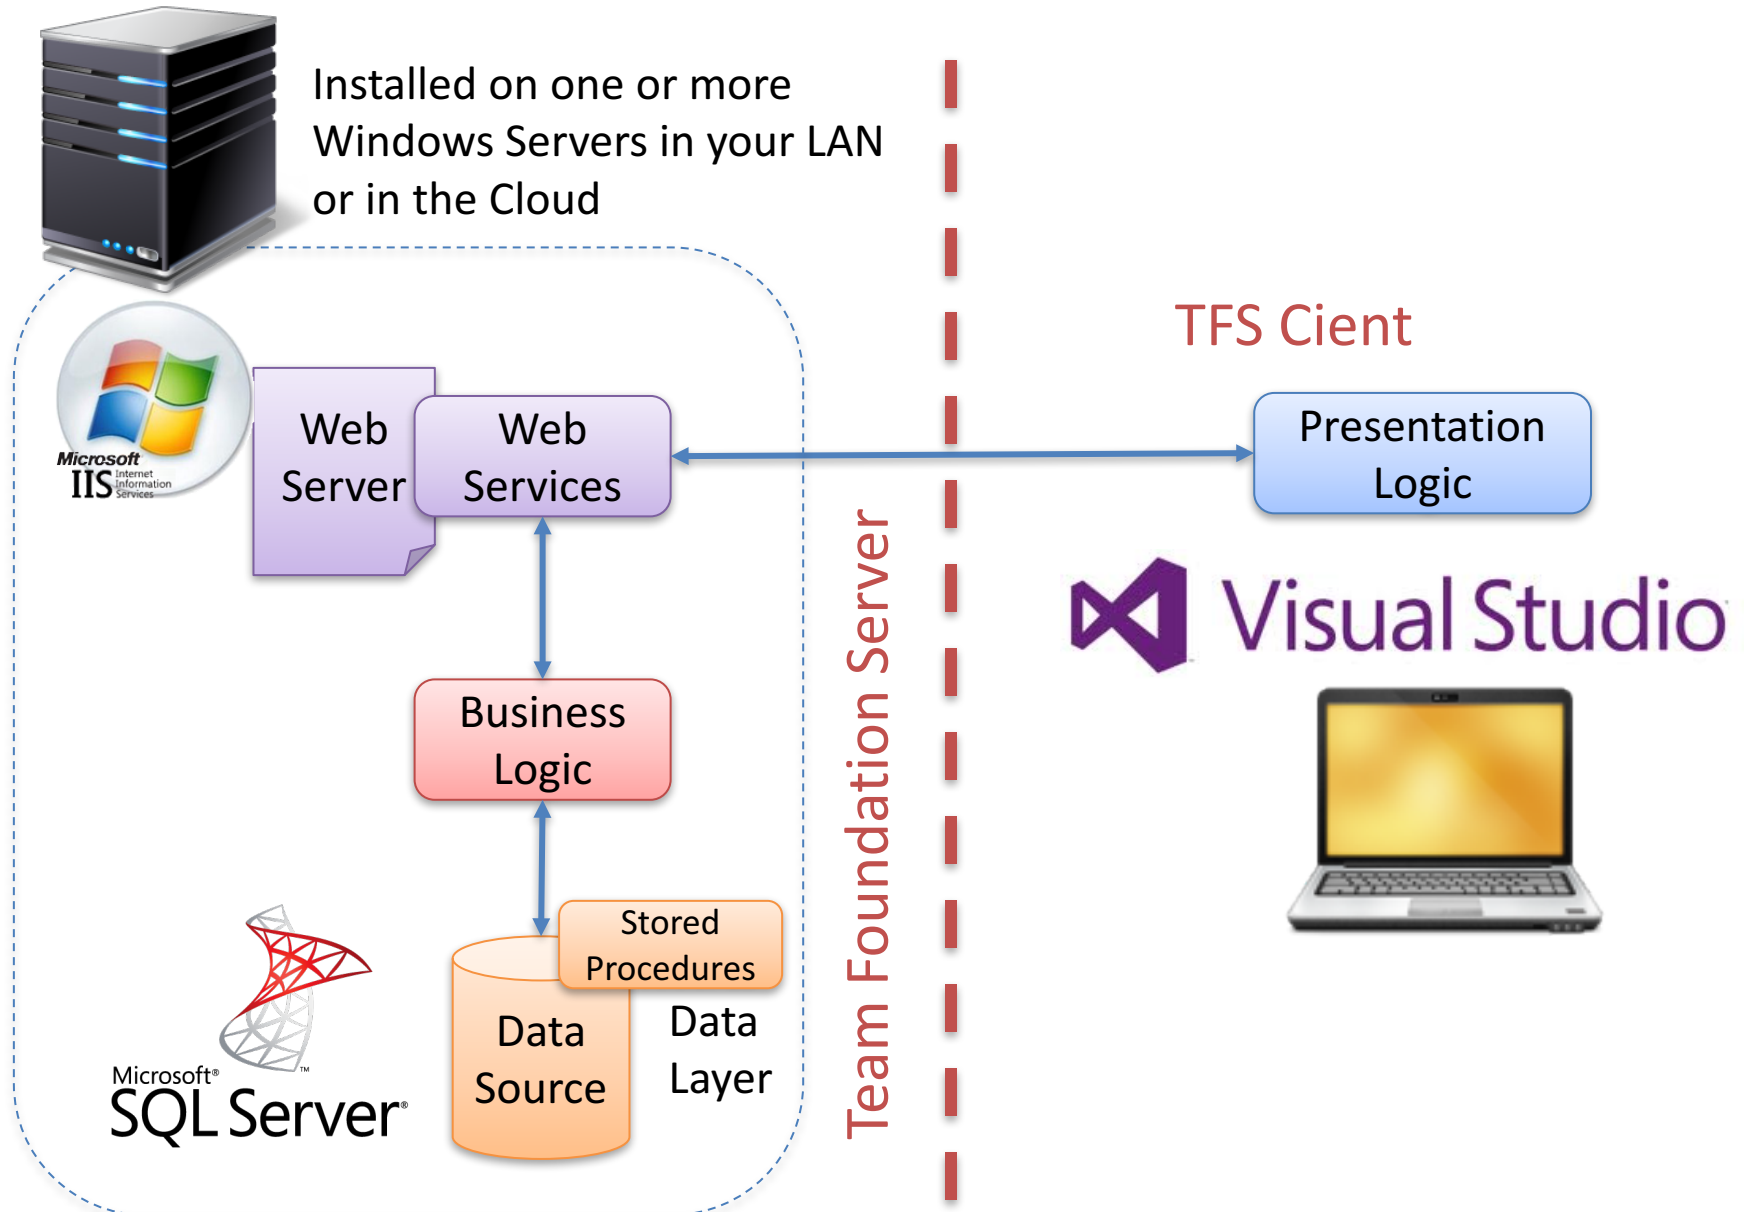 Installed on one or more
Windows Servers in your LAN
or in the Cloud
Microsoft
IIS Internet
Information
Services
Web
Server
Web
Services
Business
Logic
Stored
Procedures
Data
Source
Data
Layer
Microsoft®
SQL Server®
™
Team Foundation Server
TFS Cient
Presentation
Logic
Visual Studio